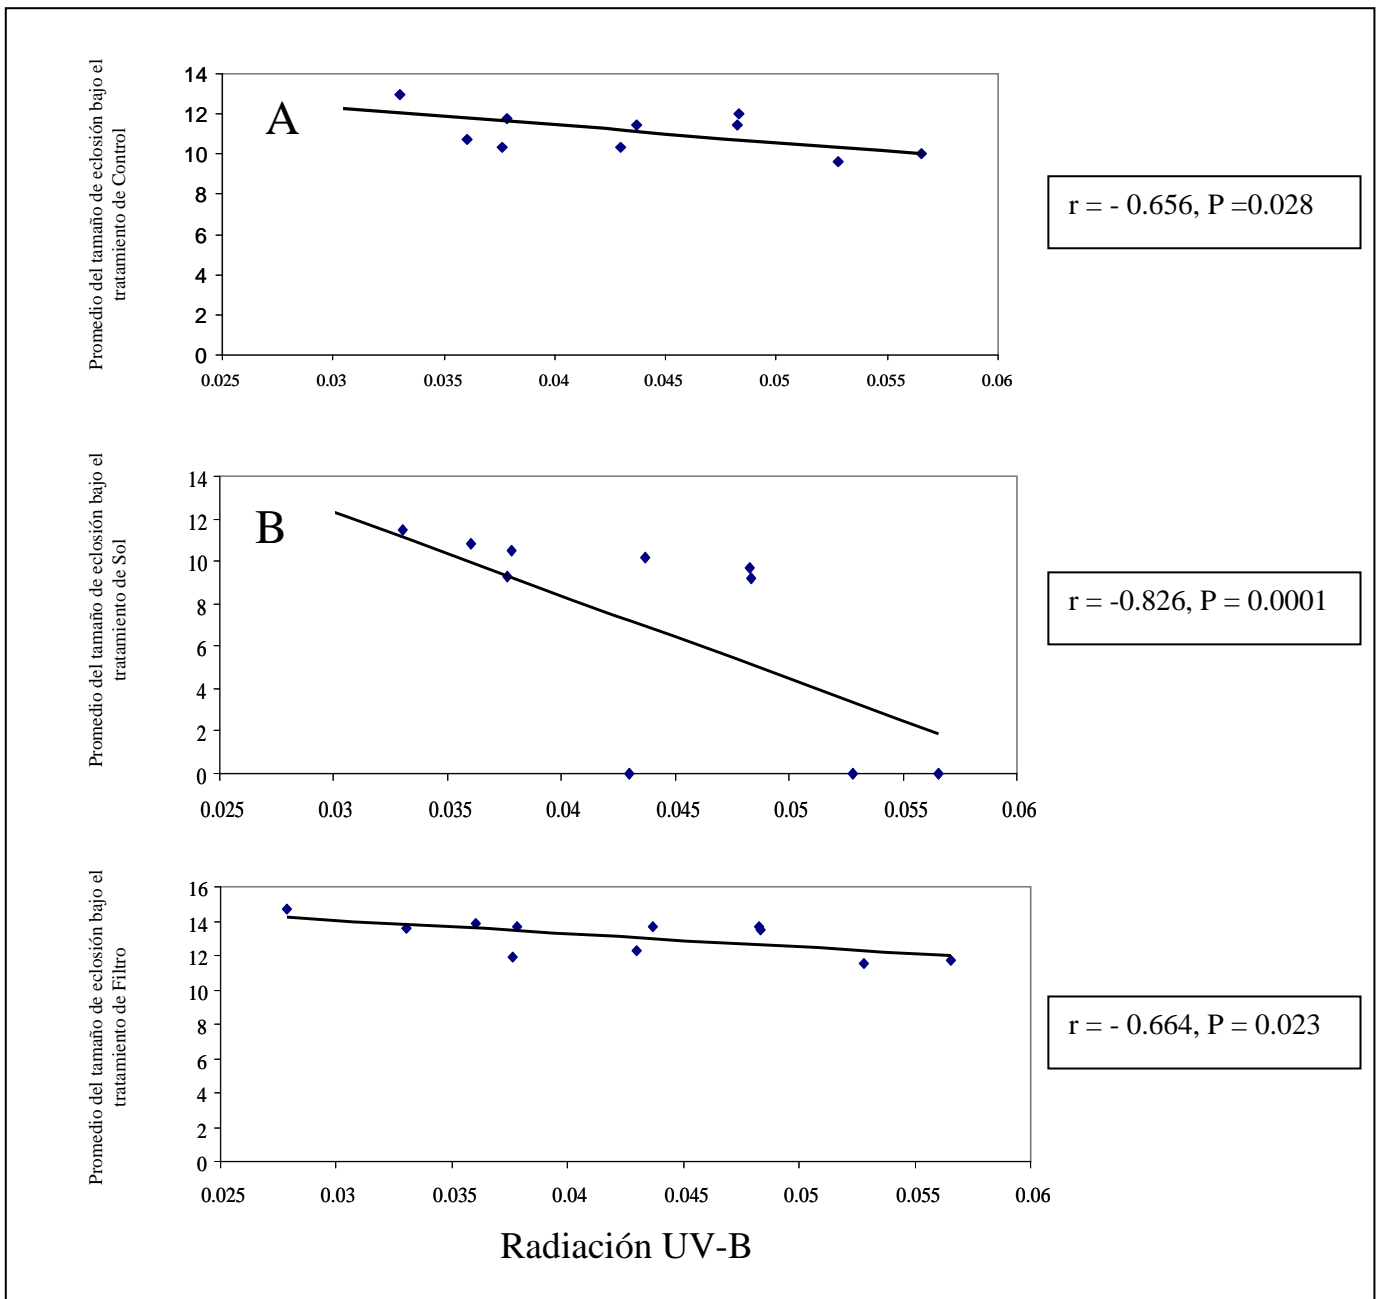 Promedio del tamaño de eclosión bajo el
tratamiento de Control
14
12
10
8
6
4
2
0
A
0.025 0.03 0.035 0.04 0.045 0.05 0.055 0.06
r = - 0.656, P =0.028
Promedio del tamaño de eclosión bajo el
tratamiento de Sol
14
12
10
8
6
4
2
0
B
0.025 0.03 0.035 0.04 0.045 0.05 0.055 0.06
r = -0.826, P = 0.0001
Promedio del tamaño de eclosión bajo el
tratamiento de Filtro
16
14
12
10
8
6
4
2
0
0.025 0.03 0.035 0.04 0.045 0.05 0.055 0.06
r = - 0.664, P = 0.023
Radiación UV-B